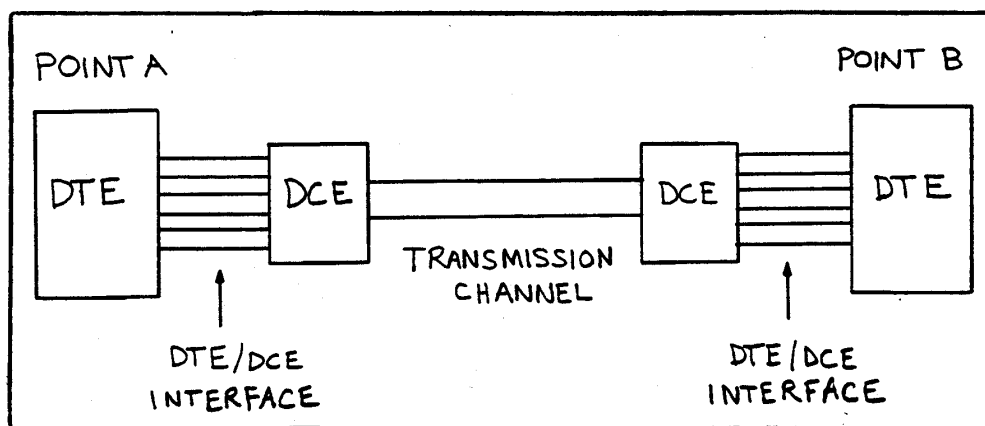 POINT A
POINT B
DTE
DCE
DCE
DTE
TRANSMISSION
CHANNEL
DTE/DCE
INTERFACE
DTE/DCE
INTERFACE